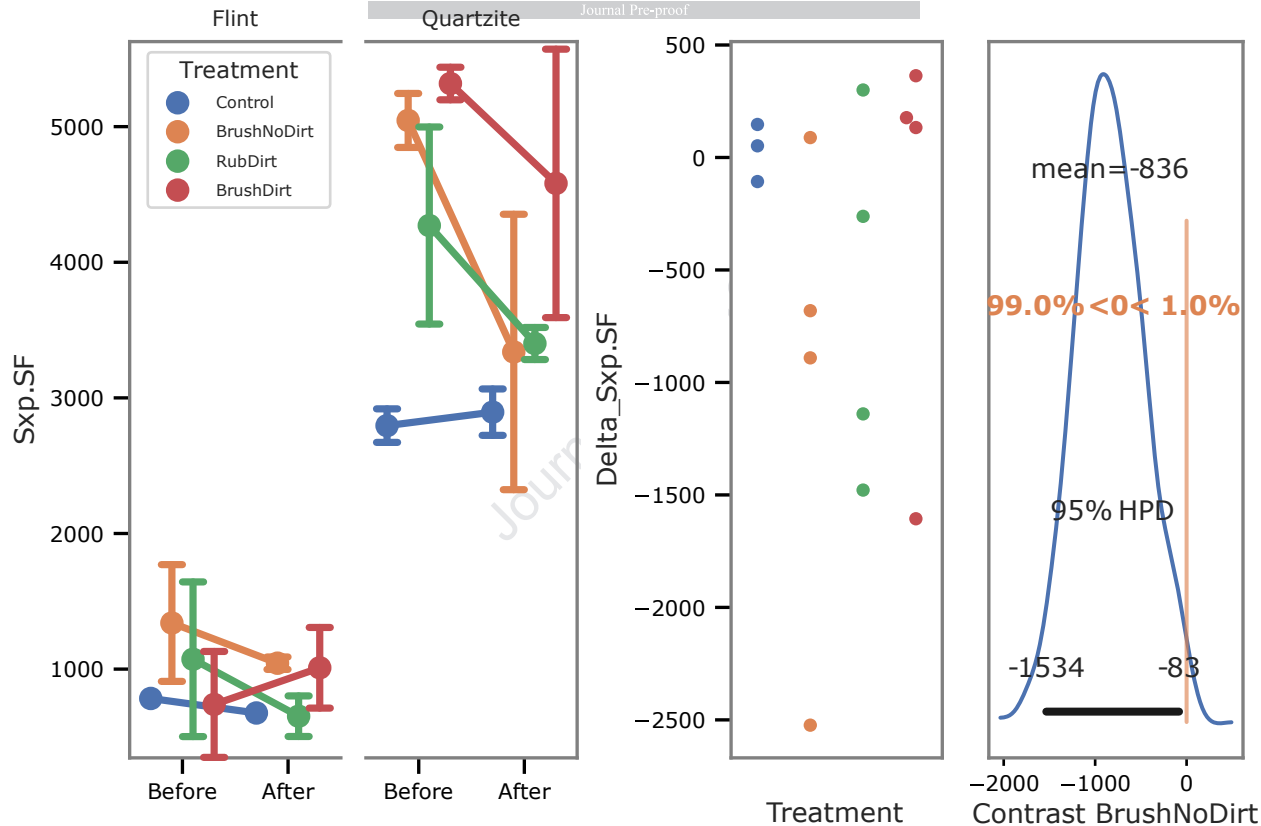 Journal Pre-proof
Flint
Quartzite
Treatment
Control
BrushNoDirt
RubDirt
BrushDirt
Sxp.SF
5000
4000
3000
2000
1000
Before
After
Before
After
Journ
Delta_Sxp.SF
500
0
−500
−1000
−1500
−2000
−2500
Treatment
mean=-836
99.0% <0< 1.0%
95% HPD
-1534
-83
−2000
−1000
0
Contrast BrushNoDirt